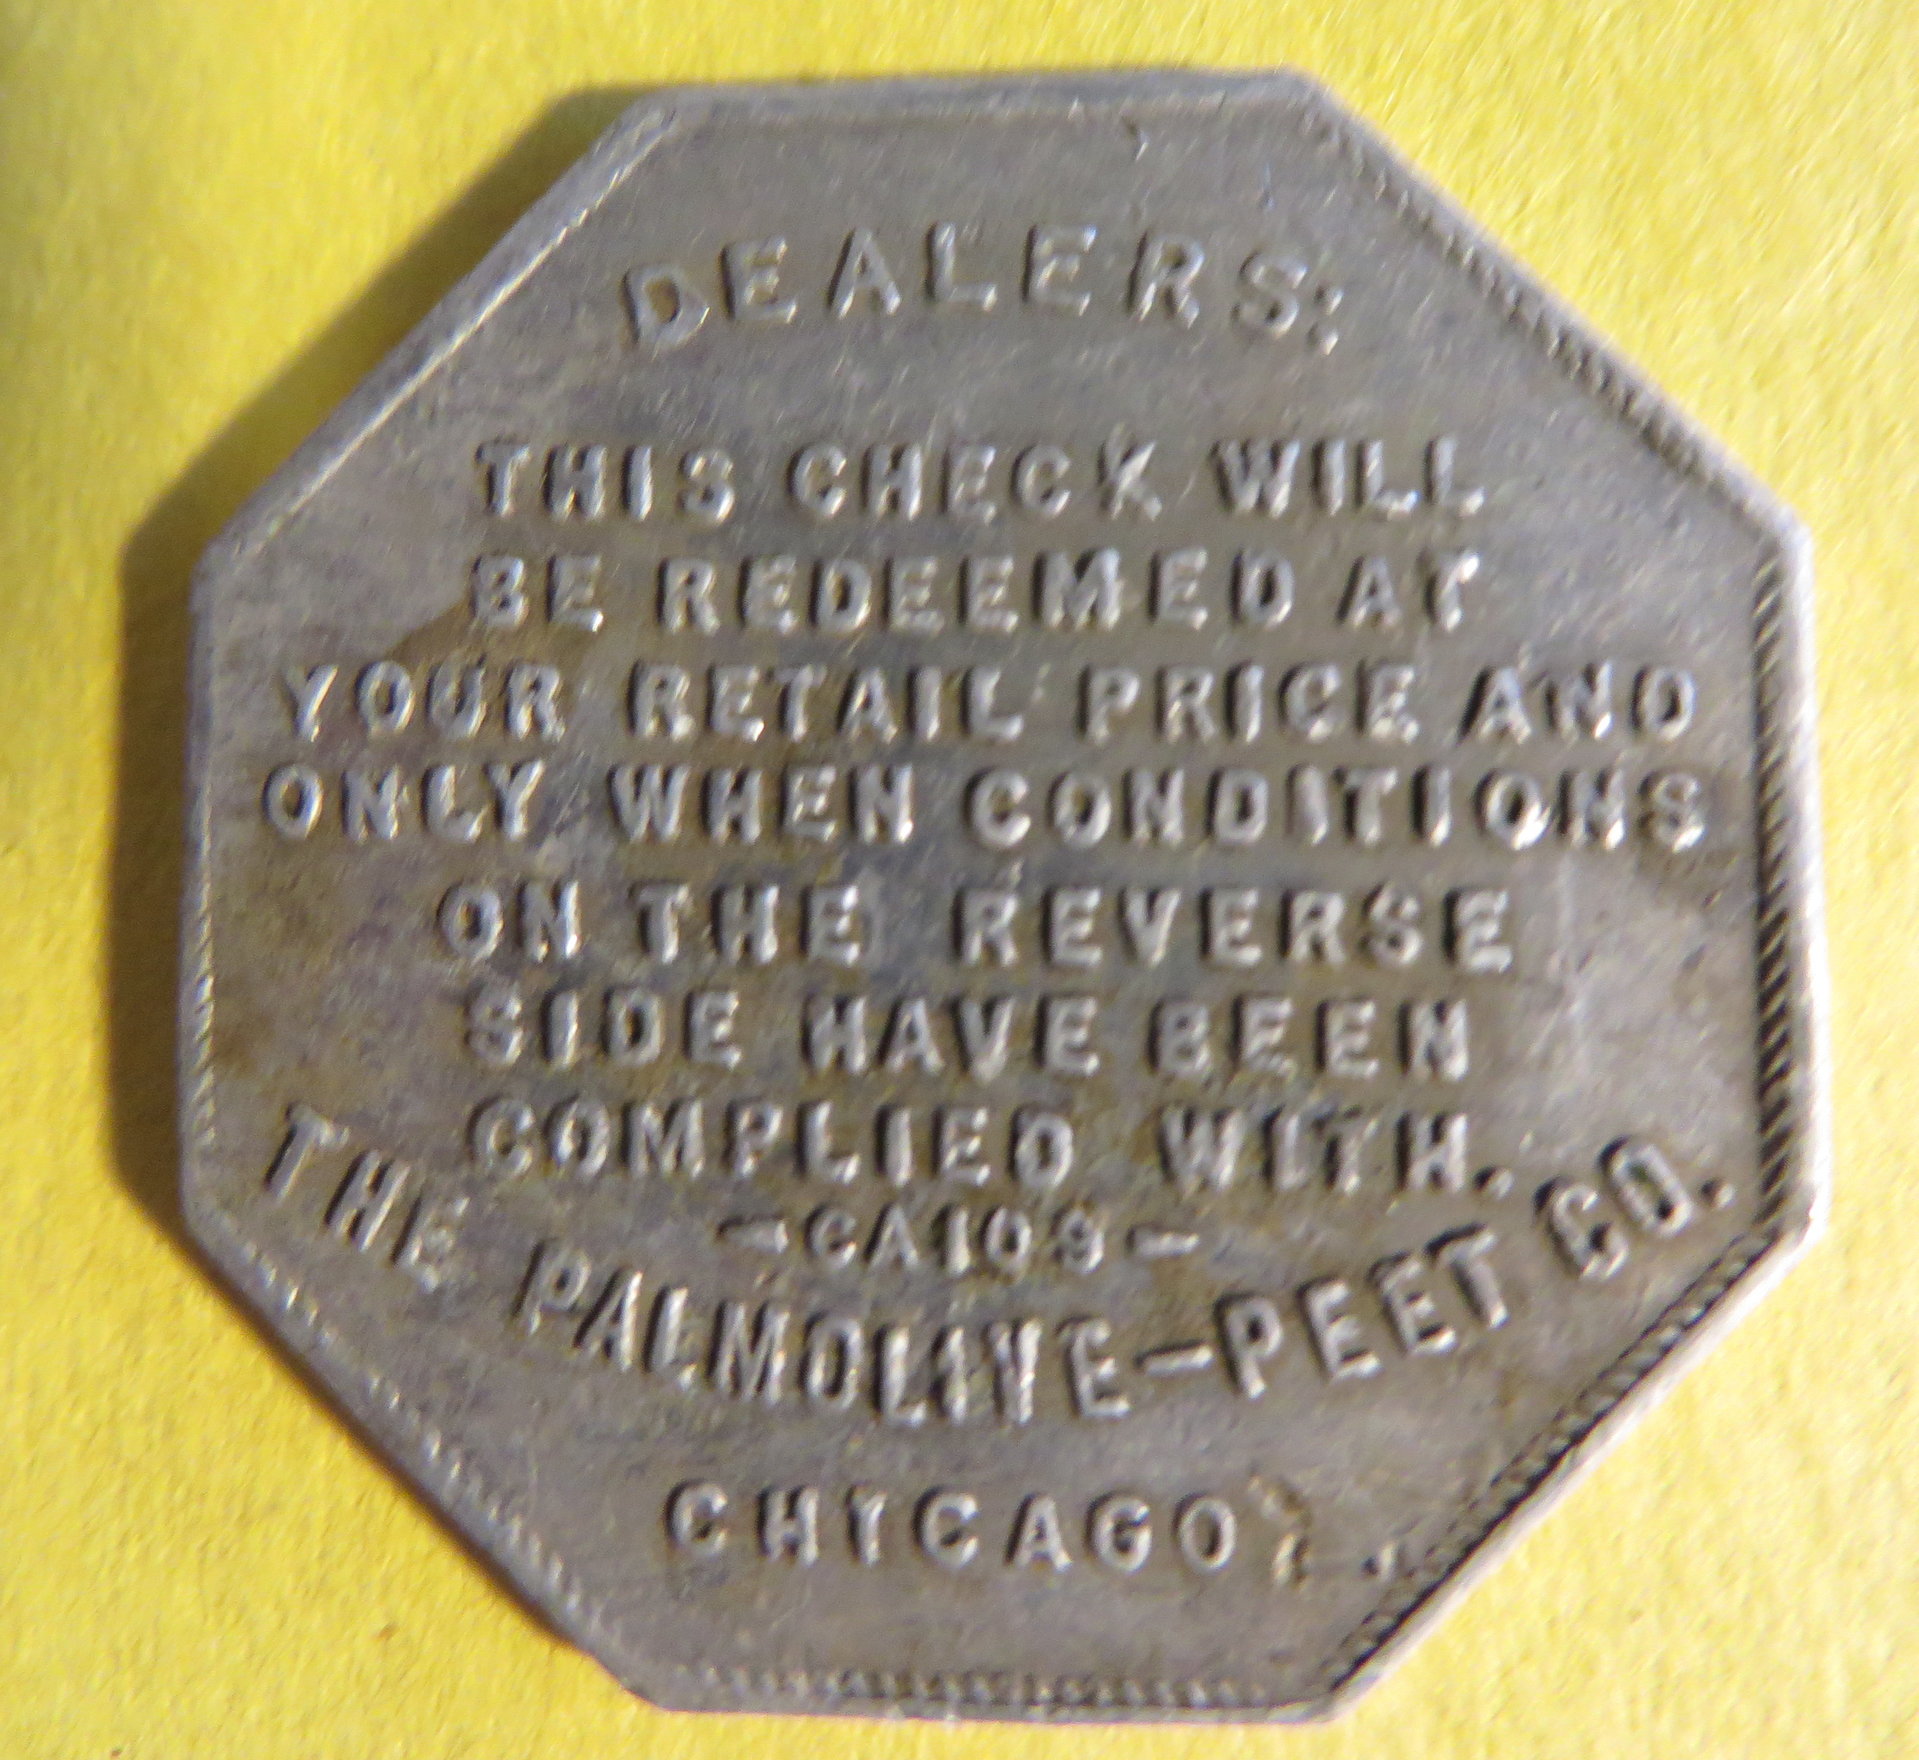 DEALERS:
THIS CHECK WILL
BE REDEEMED AT
YOUR RETAIL PRICE AND
ONLY WHEN CONDITIONS
ON THE REVERSE
SIDE HAVE BEEN
COMPLIED WITH.
-CA109-
THE PALMOLIVE-PEET CO.
CHICAGO